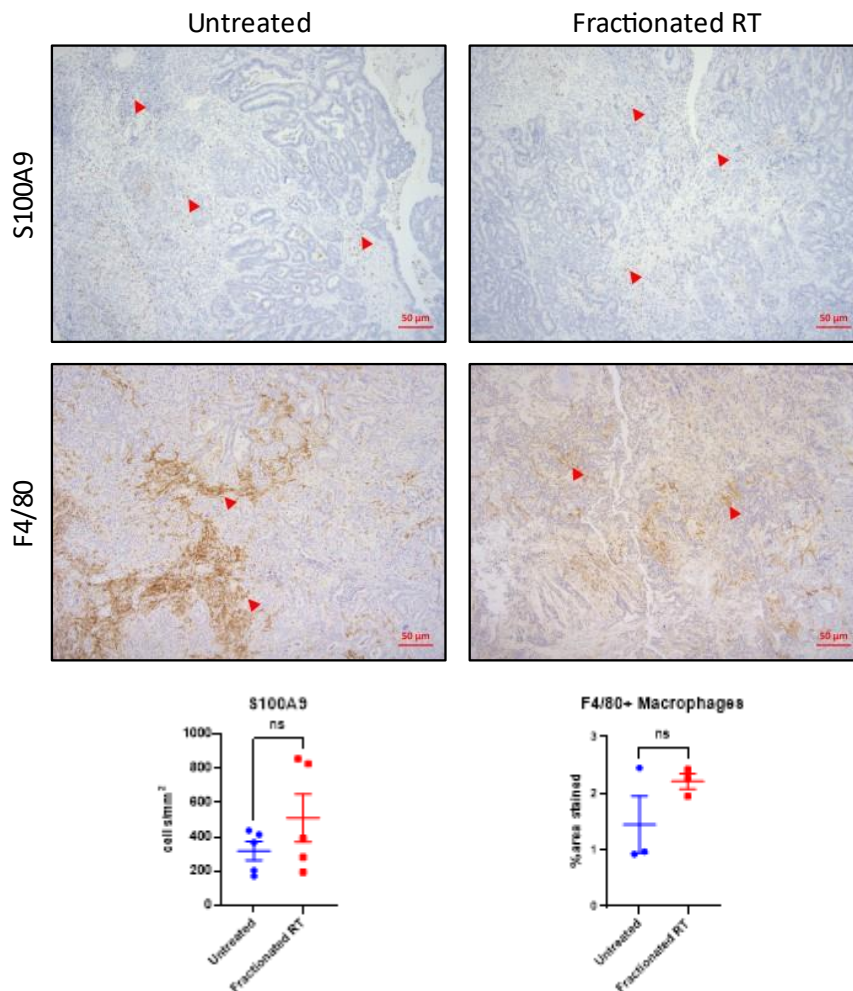 Untreated
Fractionated RT
S100A9
50 µm
50 µm
F4/80
50 µm
50 µm
S100A9
ns
1000
800
600
400
200
0
cells/mm²
Untreated
Fractionated RT
F4/80+ Macrophages
ns
3
2
1
0
%area stained
Untreated
Fractionated RT